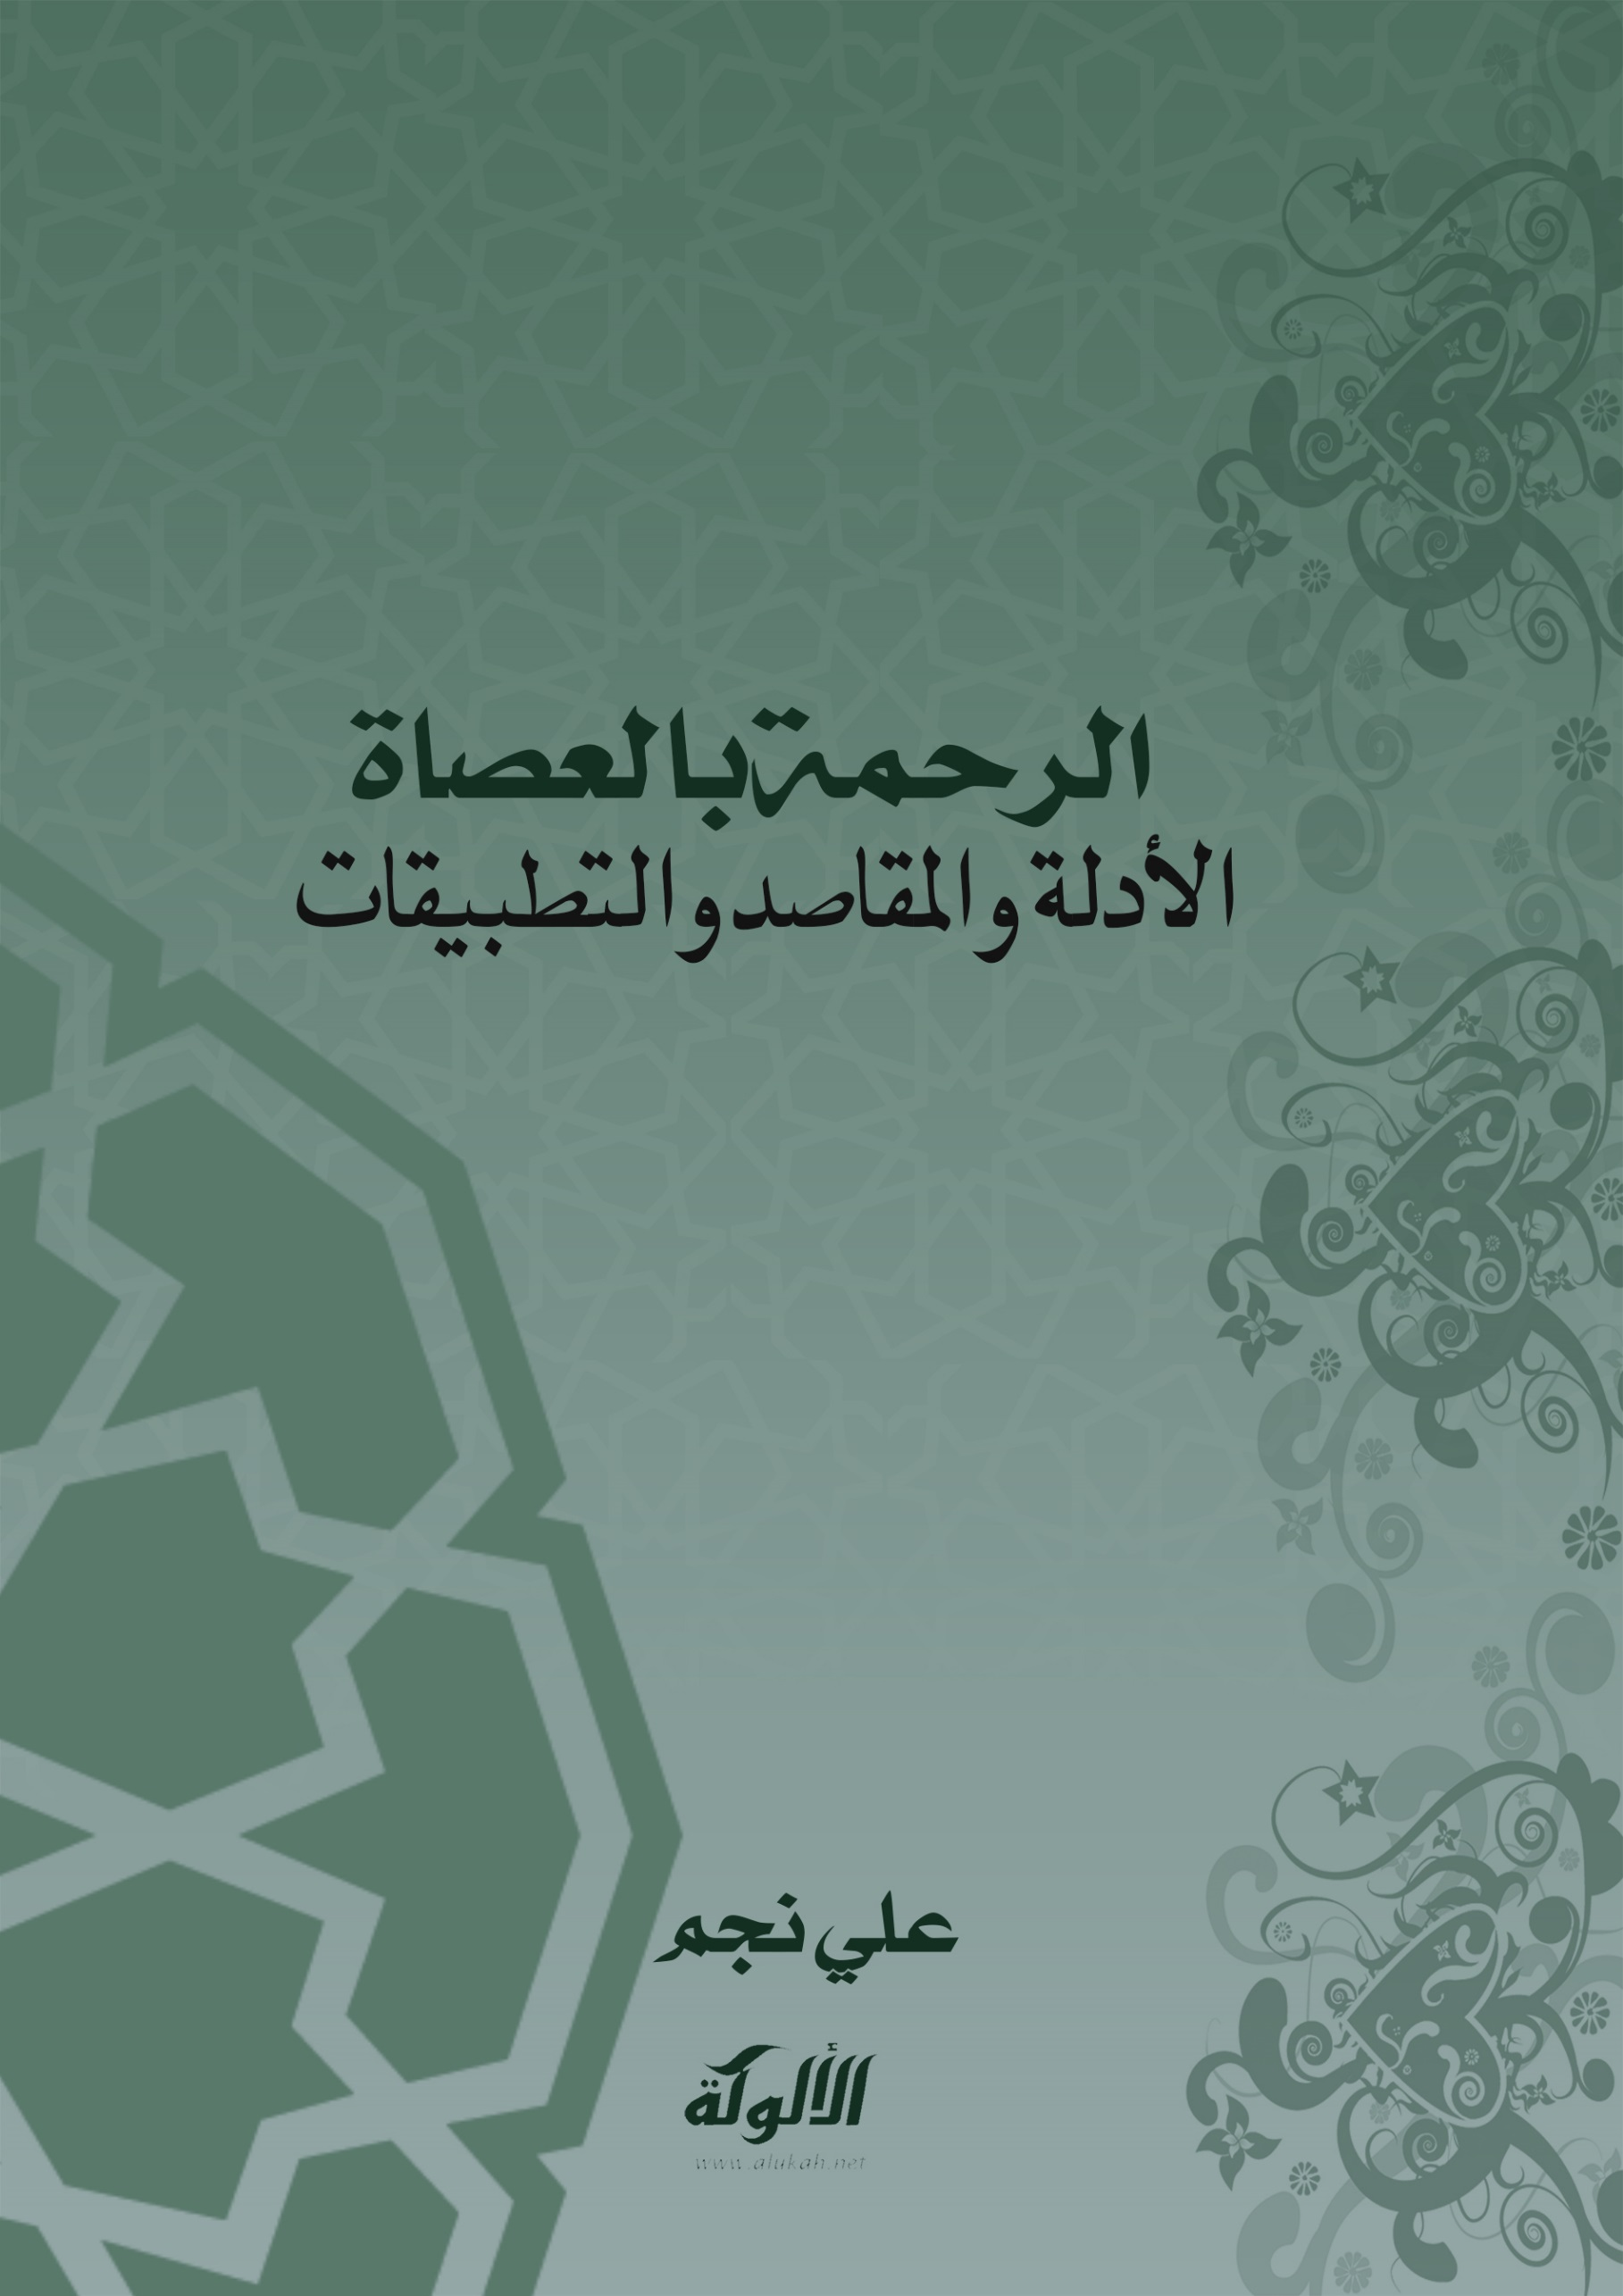 الرحمة بالعصاة
الأدلة والمقاصد والتطبيقات
علي نجم
الألوكة
www.alukah.net